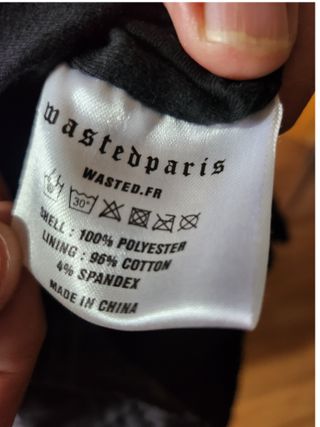 wastedparis
WASTED.FR
30°
SHELL : 100% POLYESTER
LINING : 96% COTTON
4% SPANDEX
MADE IN CHINA